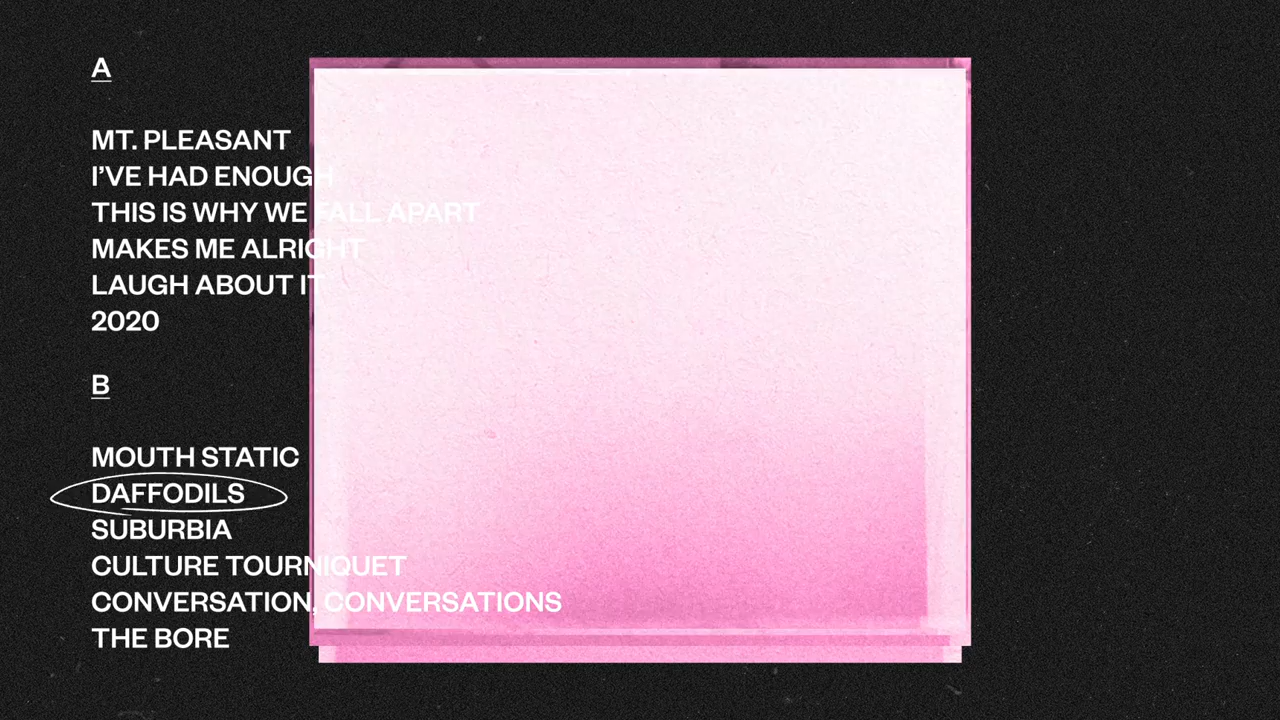 A
MT. PLEASANT
I'VE HAD ENOUGH
THIS IS WHY WE FALL APART
MAKES ME ALRIGHT
LAUGH ABOUT IT
2020
B
MOUTH STATIC
DAFFODILS
SUBURBIA
CULTURE TOURNIQUET
CONVERSATION, CONVERSATIONS
THE BORE